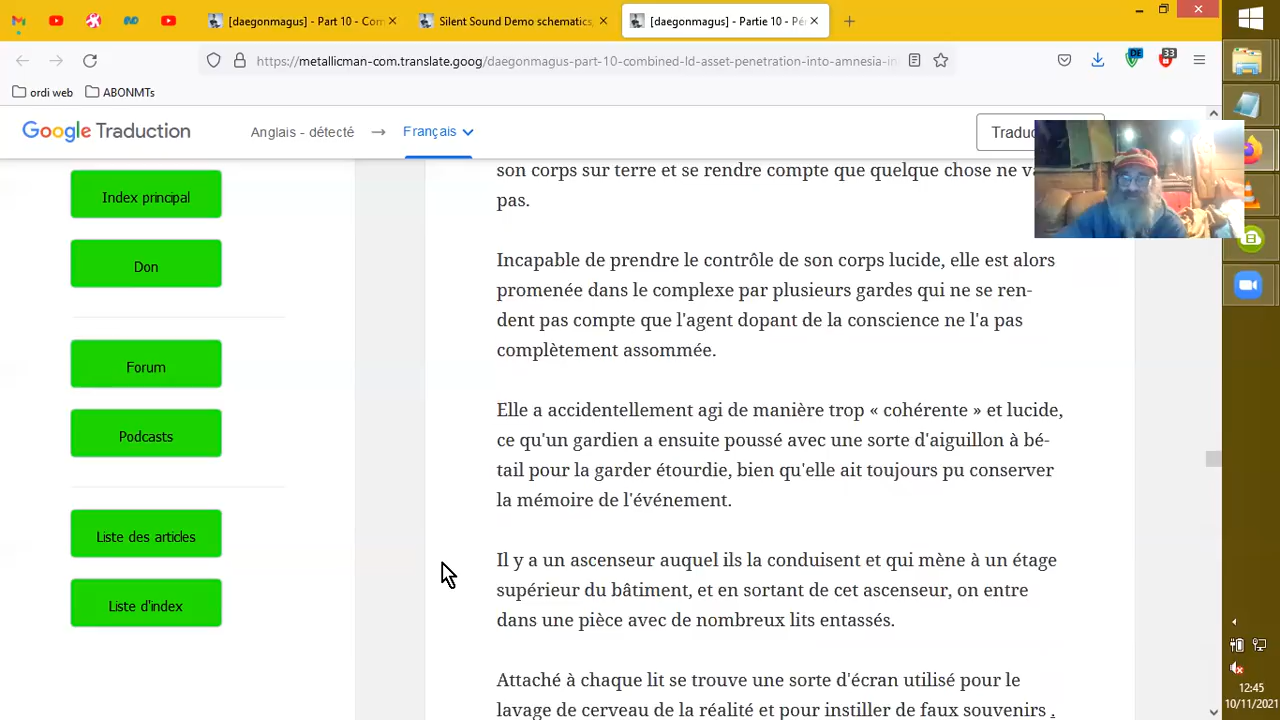 [daegonmagus] - Part 10 - Con
Silent Sound Demo schematics,
[daegonmagus] - Partie 10 - Pé
https://metallicman-com.translate.goog/daegonmagus-part-10-combined-ld-asset-penetration-into-amnesia-in
DE
33
ordi web
ABONMTs
Google Traduction
Anglais - détecté
Français
Traduc
Index principal
Don
Forum
Podcasts
Liste des articles
Liste d'index
son corps sur terre et se rendre compte que quelque chose ne va
pas.
Incapable de prendre le contrôle de son corps lucide, elle est alors
promenée dans le complexe par plusieurs gardes qui ne se ren-
dent pas compte que l'agent dopant de la conscience ne l'a pas
complètement assommée.
Elle a accidentellement agi de manière trop « cohérente » et lucide,
ce qu'un gardien a ensuite poussé avec une sorte d'aiguillon à bé-
tail pour la garder étourdie, bien qu'elle ait toujours pu conserver
la mémoire de l'événement.
Il y a un ascenseur auquel ils la conduisent et qui mène à un étage
supérieur du bâtiment, et en sortant de cet ascenseur, on entre
dans une pièce avec de nombreux lits entassés.
Attaché à chaque lit se trouve une sorte d'écran utilisé pour le
lavage de cerveau de la réalité et pour instiller de faux souvenirs .
12:45
10/11/2021